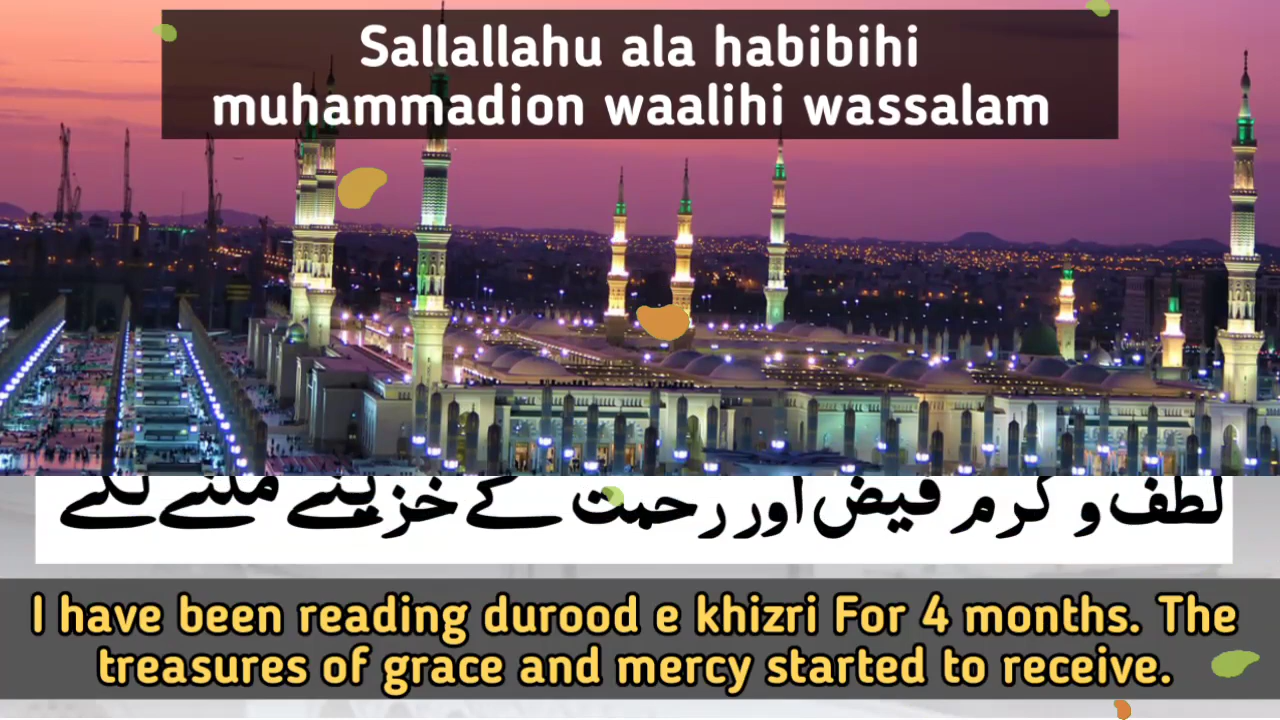 Sallallahu ala habibihi
muhammadion waalihi wassalam
لطف و کرم فیض اور رحمت کے خزینے ملنے لگے
I have been reading durood e khizri For 4 months. The
treasures of grace and mercy started to receive.